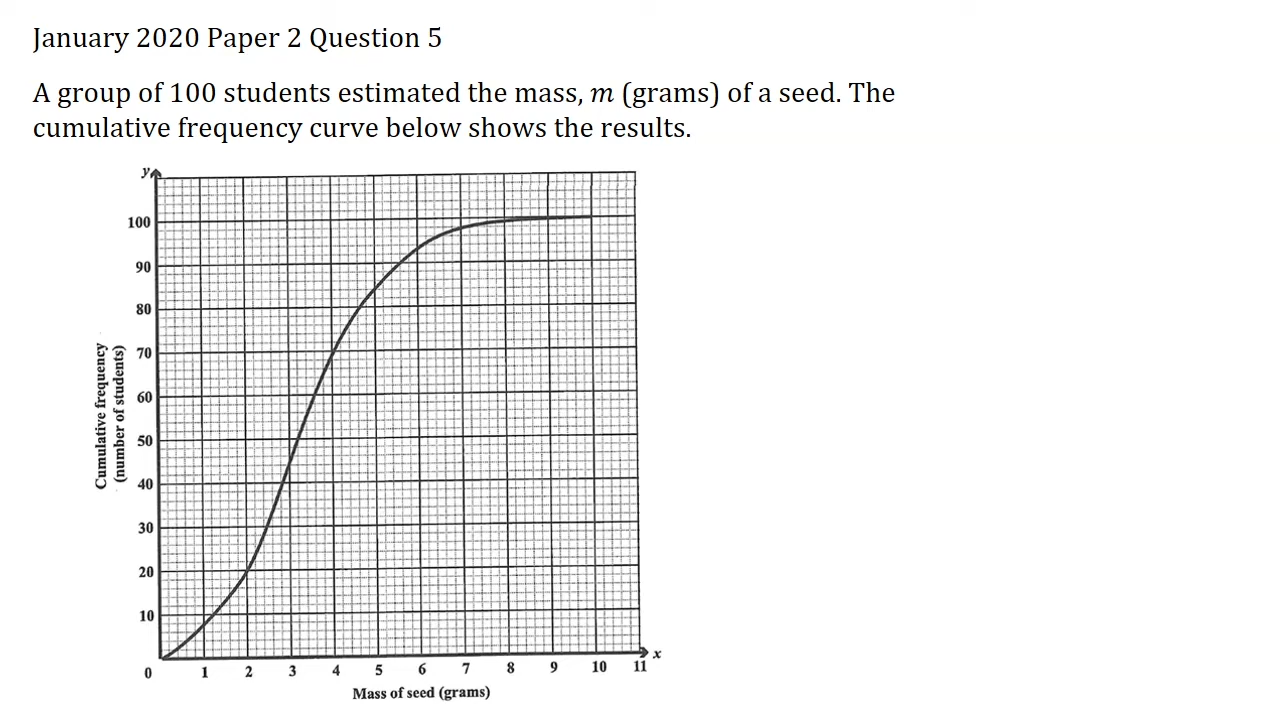 January 2020 Paper 2 Question 5
A group of 100 students estimated the mass, m (grams) of a seed. The
cumulative frequency curve below shows the results.
y
100
90
80
70
60
50
40
30
20
10
0
Cumulative frequency
(number of students)
1 2 3 4 5 6 7 8 9 10 11 x
Mass of seed (grams)